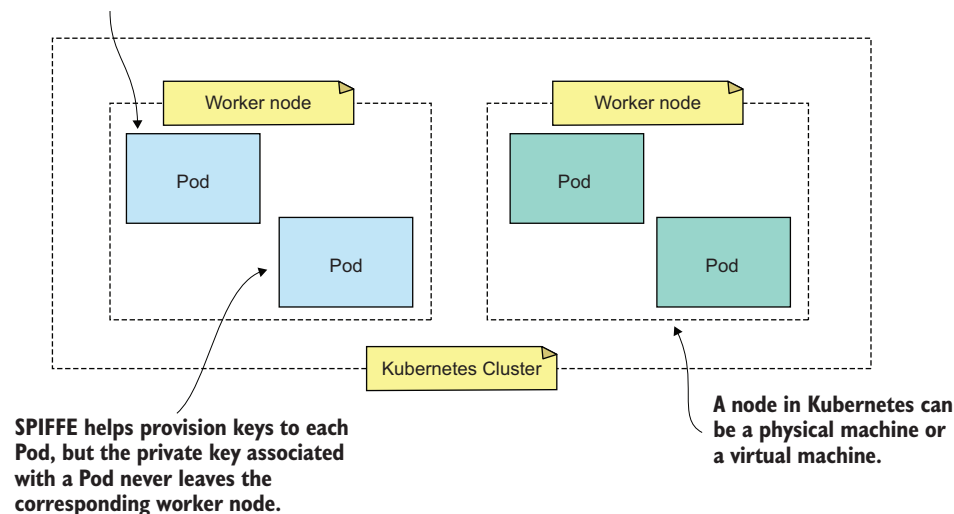 Worker node
Worker node
Pod
Pod
Pod
Pod
Kubernetes Cluster
SPIFFE helps provision keys to each
Pod, but the private key associated
with a Pod never leaves the
corresponding worker node.
A node in Kubernetes can
be a physical machine or
a virtual machine.